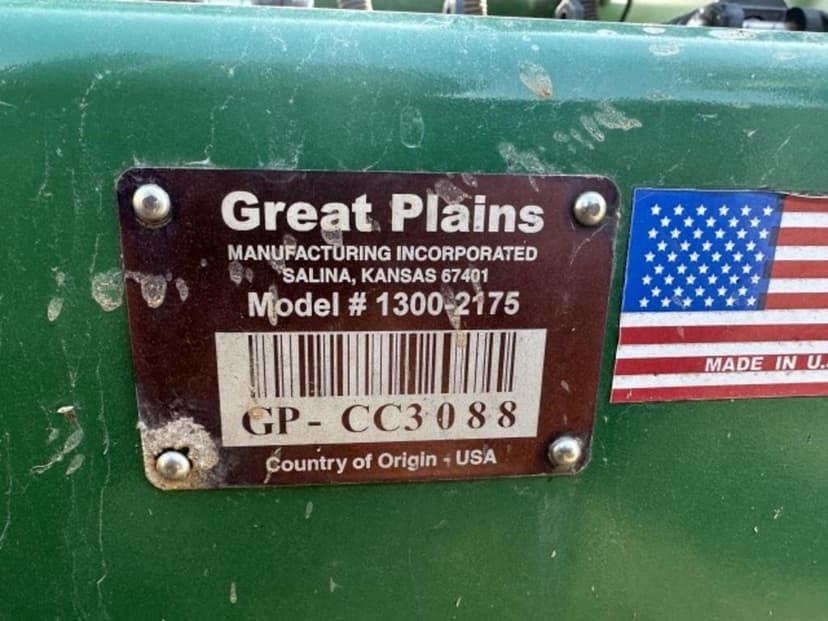 Great Plains
MANUFACTURING INCORPORATED
SALINA, KANSAS 67401
Model # 1300-2175
GP- CC3088
Country of Origin - USA
MADE IN U.S